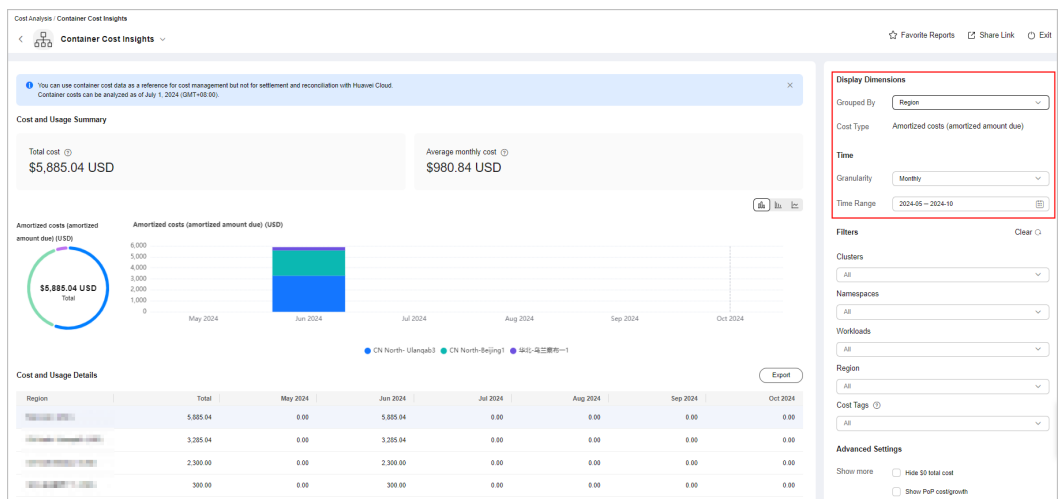 Cost Analysis / Container Cost Insights
Container Cost Insights
Favorite Reports Share Link Exit
You can use container cost data as a reference for cost management but not for settlement and reconciliation with Huawei Cloud.
Container costs can be analyzed as of July 1, 2024 (GMT+08:00).
Cost and Usage Summary
Total cost
$5,885.04 USD
Average monthly cost
$980.84 USD
Amortized costs (amortized
amount due) (USD)
$5,885.04 USD
Total
Amortized costs (amortized amount due) (USD)
6,000
5,000
4,000
3,000
2,000
1,000
0
May 2024 Jun 2024 Jul 2024 Aug 2024 Sep 2024 Oct 2024
CN North- Ulanqab3 CN North-Beijing1 华北-乌兰察布一1
Cost and Usage Details
Export
Region Total May 2024 Jun 2024 Jul 2024 Aug 2024 Sep 2024 Oct 2024
5,885.04 0.00 5,885.04 0.00 0.00 0.00 0.00
3,285.04 0.00 3,285.04 0.00 0.00 0.00 0.00
2,300.00 0.00 2,300.00 0.00 0.00 0.00 0.00
300.00 0.00 300.00 0.00 0.00 0.00 0.00
Display Dimensions
Grouped By Region
Cost Type Amortized costs (amortized amount due)
Time
Granularity Monthly
Time Range 2024-05 – 2024-10
Filters Clear
Clusters
All
Namespaces
All
Workloads
All
Region
All
Cost Tags
All
Advanced Settings
Show more Hide $0 total cost
Show PoP cost/growth